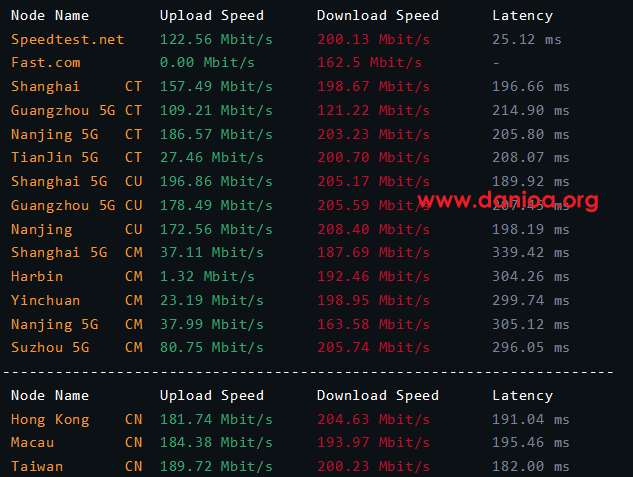 Node Name Upload Speed Download Speed Latency
Speedtest.net 122.56 Mbit/s 200.13 Mbit/s 25.12 ms
Fast.com 0.00 Mbit/s 162.5 Mbit/s -
Shanghai CT 157.49 Mbit/s 198.67 Mbit/s 196.66 ms
Guangzhou 5G CT 109.21 Mbit/s 121.22 Mbit/s 214.90 ms
Nanjing 5G CT 186.57 Mbit/s 203.23 Mbit/s 205.80 ms
TianJin 5G CT 27.46 Mbit/s 200.70 Mbit/s 208.07 ms
Shanghai 5G CU 196.86 Mbit/s 205.17 Mbit/s 189.92 ms
www.daniao.org
Guangzhou 5G CU 178.49 Mbit/s 205.59 Mbit/s ms
Nanjing CU 172.56 Mbit/s 208.40 Mbit/s 198.19 ms
Shanghai 5G CM 37.11 Mbit/s 187.69 Mbit/s 339.42 ms
Harbin CM 1.32 Mbit/s 192.46 Mbit/s 304.26 ms
Yinchuan CM 23.19 Mbit/s 198.95 Mbit/s 299.74 ms
Nanjing 5G CM 37.99 Mbit/s 163.58 Mbit/s 305.12 ms
Suzhou 5G CM 80.75 Mbit/s 205.74 Mbit/s 296.05 ms
----------------------------------------------------------------------
Node Name Upload Speed Download Speed Latency
Hong Kong CN 181.74 Mbit/s 204.63 Mbit/s 191.04 ms
Macau CN 184.38 Mbit/s 193.97 Mbit/s 195.46 ms
Taiwan CN 189.72 Mbit/s 200.23 Mbit/s 182.00 ms